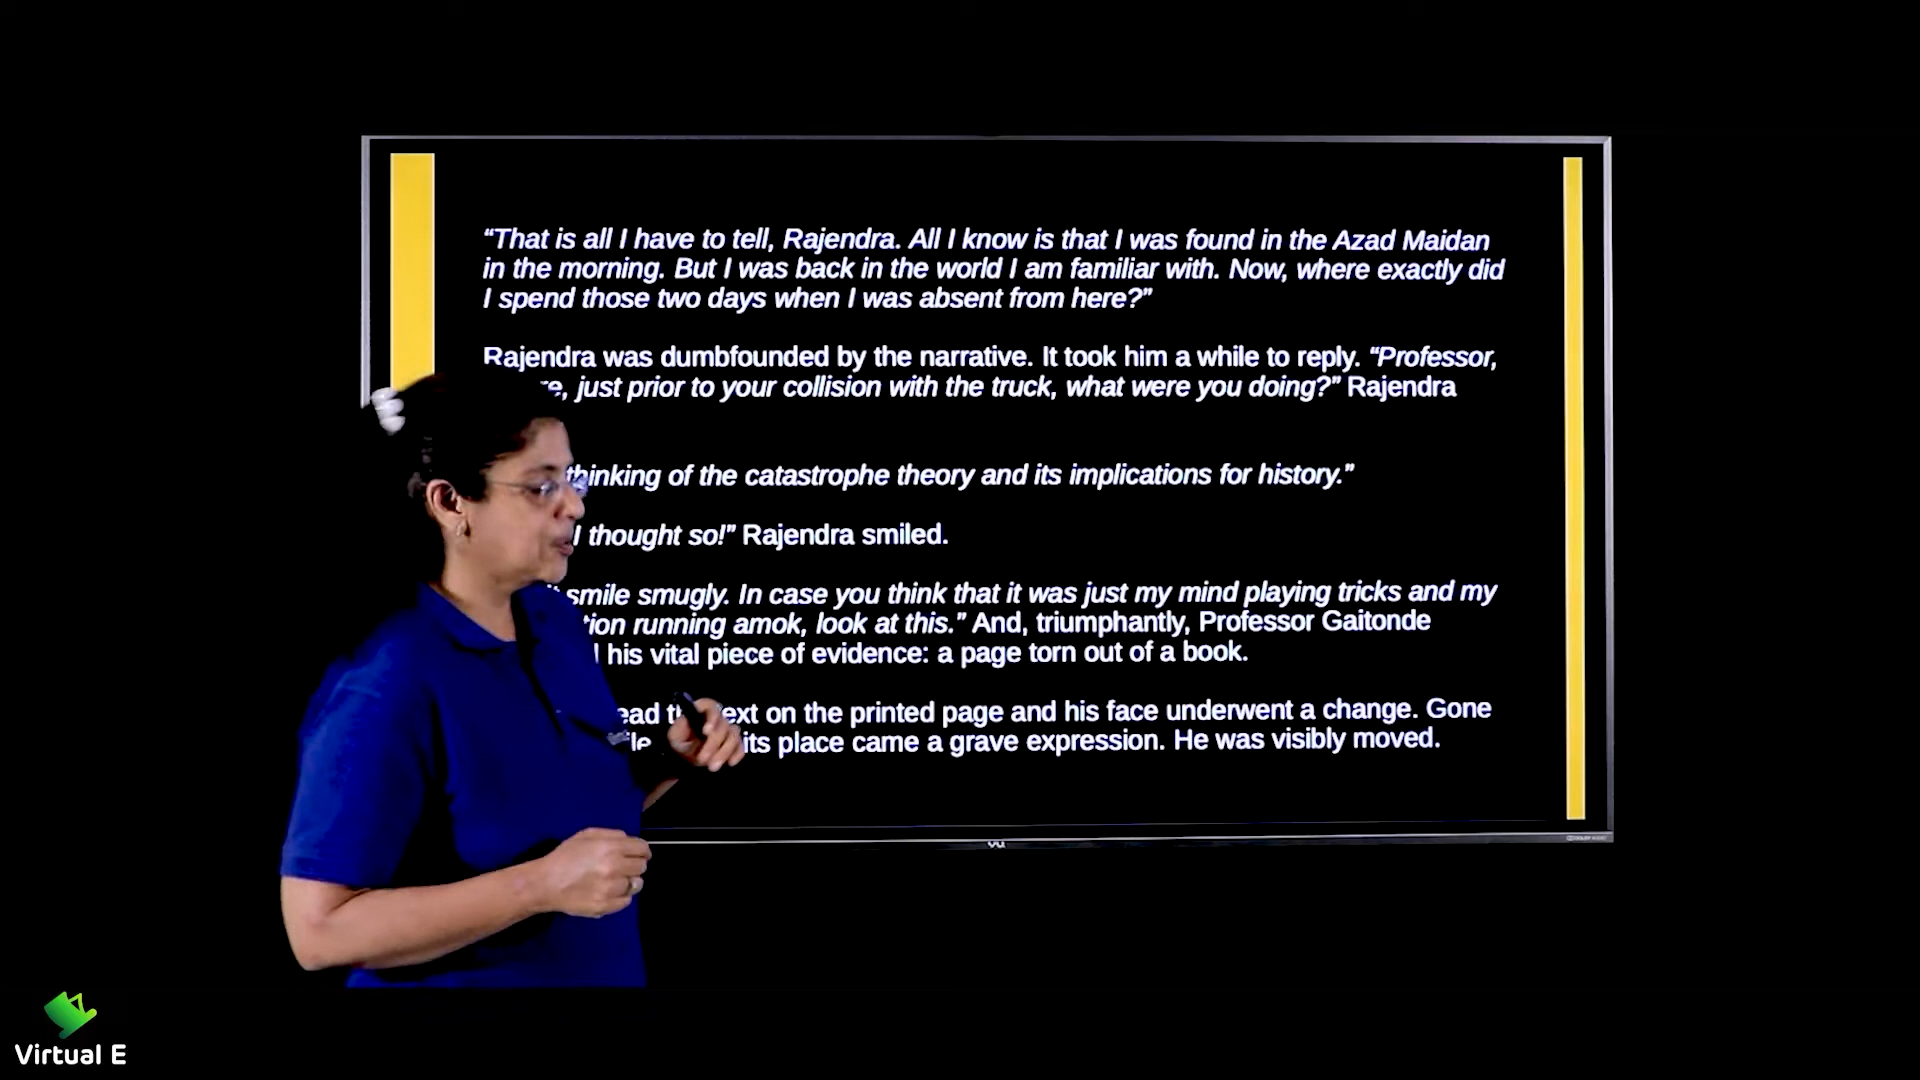 “That is all I have to tell, Rajendra. All I know is that I was found in the Azad Maidan
in the morning. But I was back in the world I am familiar with. Now, where exactly did
I spend those two days when I was absent from here?”
Rajendra was dumbfounded by the narrative. It took him a while to reply. “Professor,
just prior to your collision with the truck, what were you doing?” Rajendra
thinking of the catastrophe theory and its implications for history.”
I thought so!” Rajendra smiled.
smile smugly. In case you think that it was just my mind playing tricks and my
running amok, look at this.” And, triumphantly, Professor Gaitonde
his vital piece of evidence: a page torn out of a book.
on the printed page and his face underwent a change. Gone
its place came a grave expression. He was visibly moved.
Virtual E